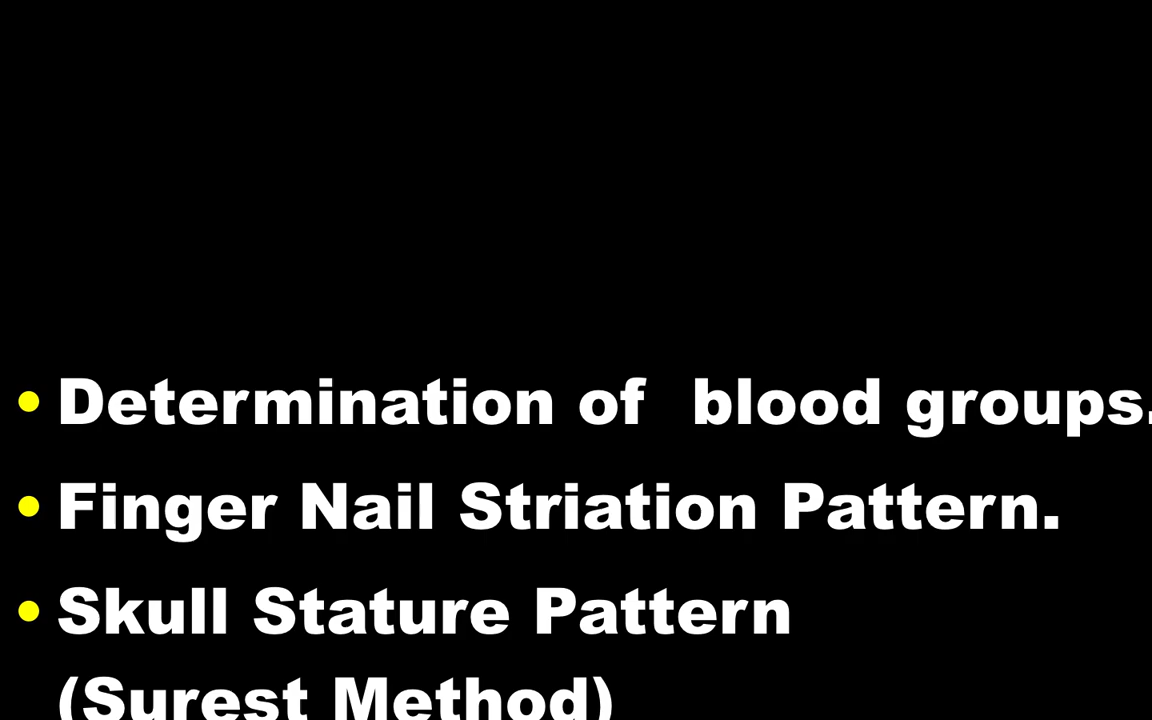 • Determination of  blood groups.
• Finger Nail Striation Pattern.
• Skull Stature Pattern
(Surest Method)